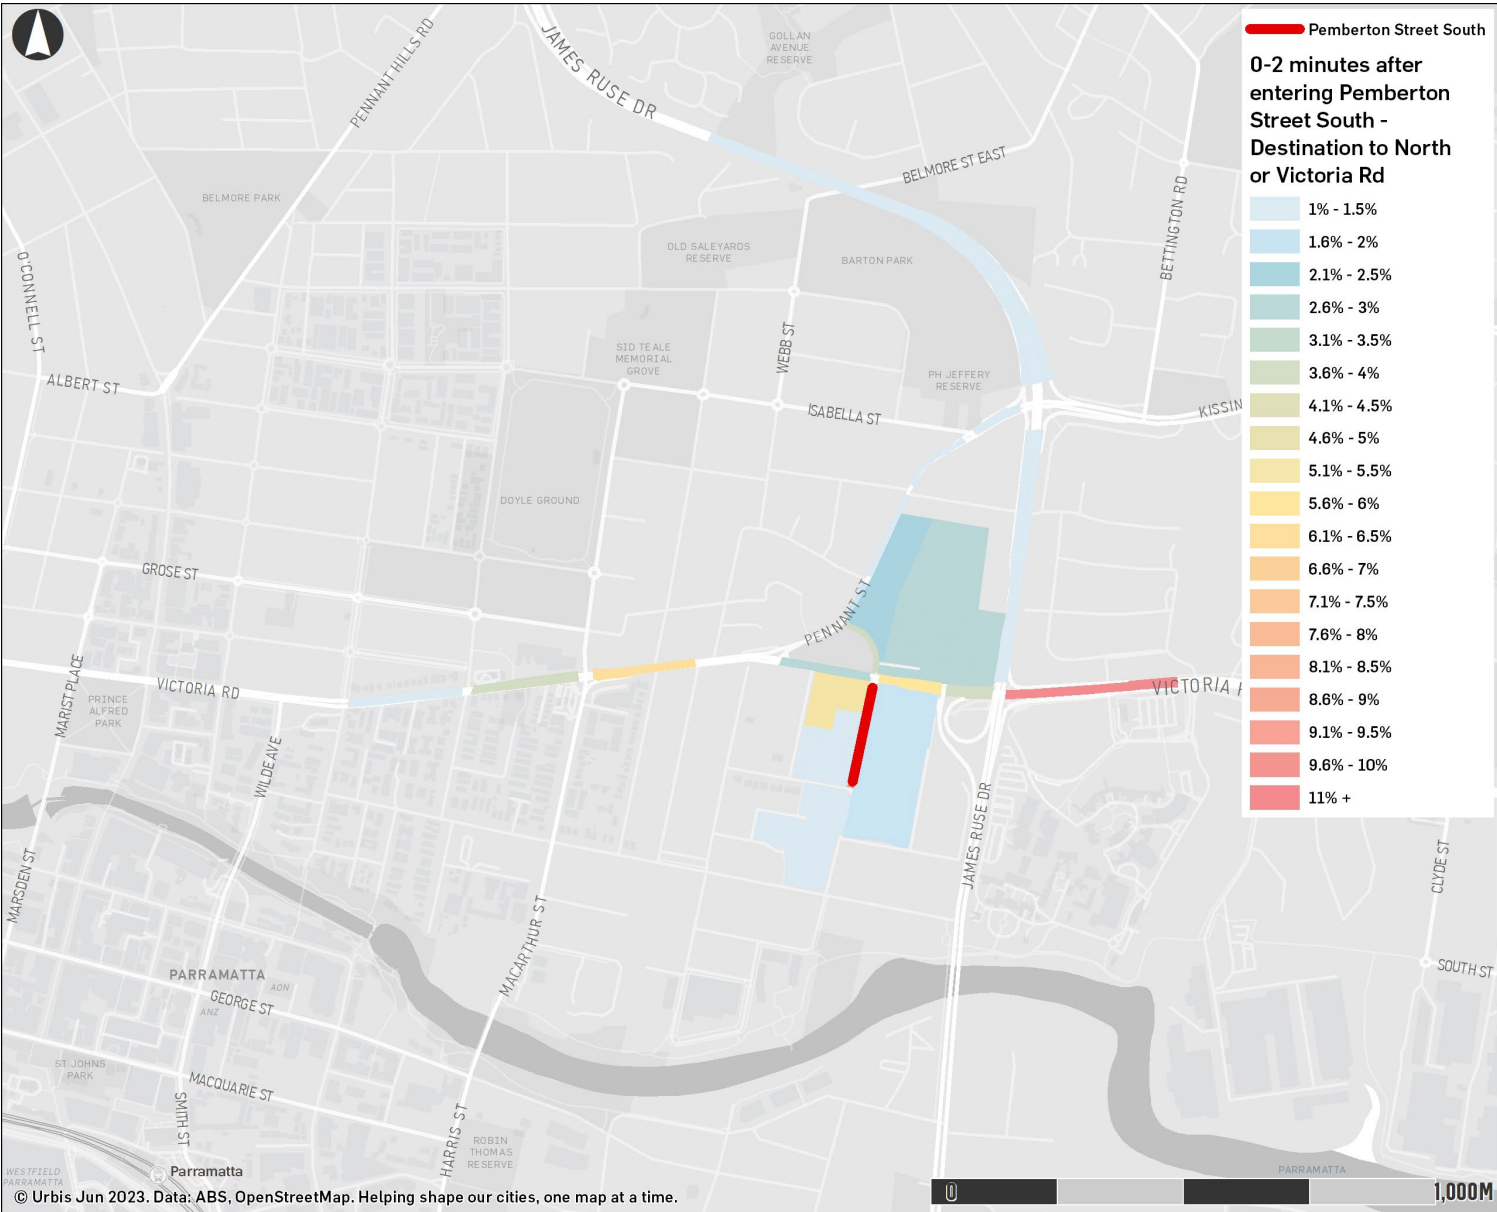 Pemberton Street South
0-2 minutes after
entering Pemberton
Street South -
Destination to North
or Victoria Rd
1% - 1.5%
1.6% - 2%
2.1% - 2.5%
2.6% - 3%
3.1% - 3.5%
3.6% - 4%
4.1% - 4.5%
4.6% - 5%
5.1% - 5.5%
5.6% - 6%
6.1% - 6.5%
6.6% - 7%
7.1% - 7.5%
7.6% - 8%
8.1% - 8.5%
8.6% - 9%
9.1% - 9.5%
9.6% - 10%
11% +
PENNANT HILLS RD
JAMES RUSE DR
GOLLAN
AVENUE
RESERVE
BELMORE ST EAST
BELMORE PARK
BETTINGTON RD
OLD SALEYARDS
RESERVE
BARTON PARK
O'CONNELL ST
WEBB ST
SID TEALE
MEMORIAL
GROVE
PH JEFFERY
RESERVE
ALBERT ST
ISABELLA ST
KISSIN
DOYLE GROUND
GROSE ST
PENNANT ST
VICTORIA RD
VICTORIA R
MARIST PLACE
PRINCE
ALFRED
PARK
WILDE AVE
JAMES RUSE DR
MARSDEN ST
CLYDE ST
MACARTHUR ST
PARRAMATTA
AON
GEORGE ST
ANZ
SOUTH ST
ST JOHNS
PARK
MACQUARIE ST
SMITH ST
HARRIS ST
ROBIN
THOMAS
RESERVE
WESTFIELD
PARRAMATTA
Parramatta
PARRAMATTA
© Urbis Jun 2023. Data: ABS, OpenStreetMap. Helping shape our cities, one map at a time.
0
1,000M